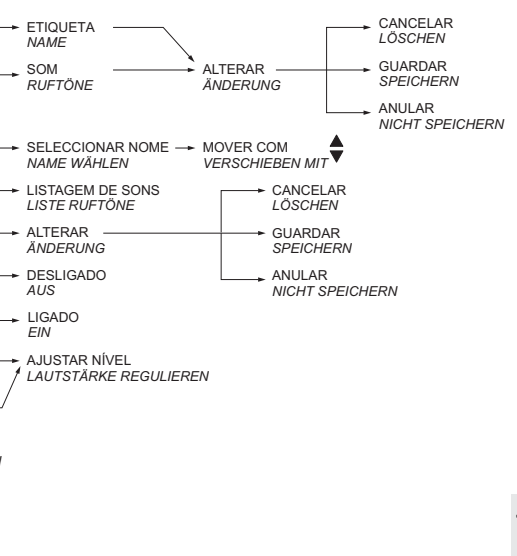 ETIQUETA
NAME
SOM
RUFTÖNE
ALTERAR
ÄNDERUNG
CANCELAR
LÖSCHEN
GUARDAR
SPEICHERN
ANULAR
NICHT SPEICHERN
SELECCIONAR NOME
NAME WÄHLEN
MOVER COM
VERSCHIEBEN MIT
LISTAGEM DE SONS
LISTE RUFTÖNE
ALTERAR
ÄNDERUNG
CANCELAR
LÖSCHEN
GUARDAR
SPEICHERN
ANULAR
NICHT SPEICHERN
DESLIGADO
AUS
LIGADO
EIN
AJUSTAR NÍVEL
LAUTSTÄRKE REGULIEREN